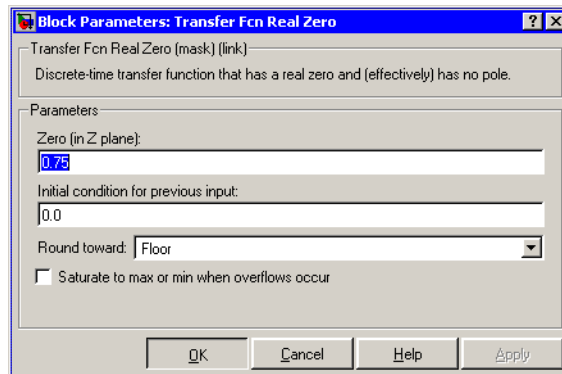 Block Parameters: Transfer Fcn Real Zero
Transfer Fcn Real Zero (mask) (link)
Discrete-time transfer function that has a real zero and (effectively) has no pole.
Parameters
Zero (in Z plane):
0.75
Initial condition for previous input:
0.0
Round toward: Floor
Saturate to max or min when overflows occur
OK Cancel Help Apply